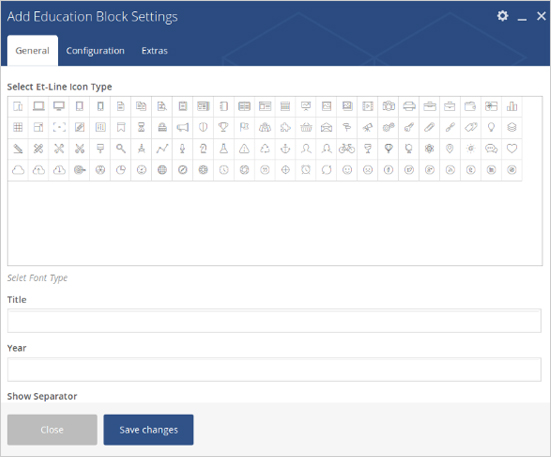 Add Education Block Settings
General
Configuration
Extras
Select Et-Line Icon Type
Selet Font Type
Title
Year
Show Separator
Close
Save changes